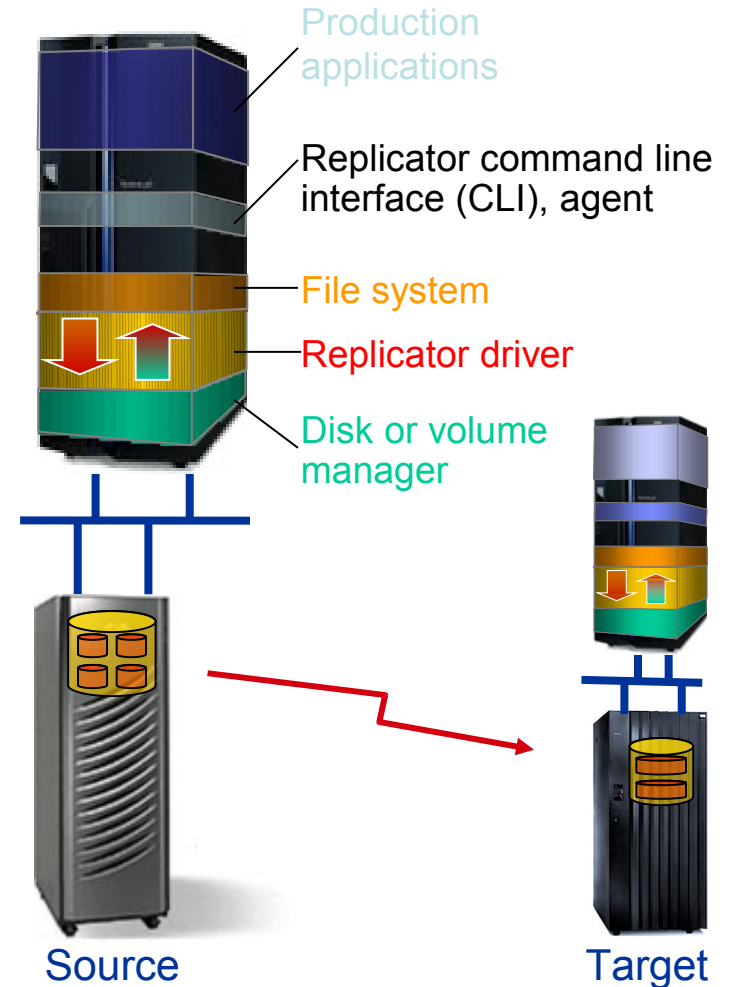 Production
applications
Replicator command line
interface (CLI), agent
File system
Replicator driver
Disk or volume
manager
Source
Target